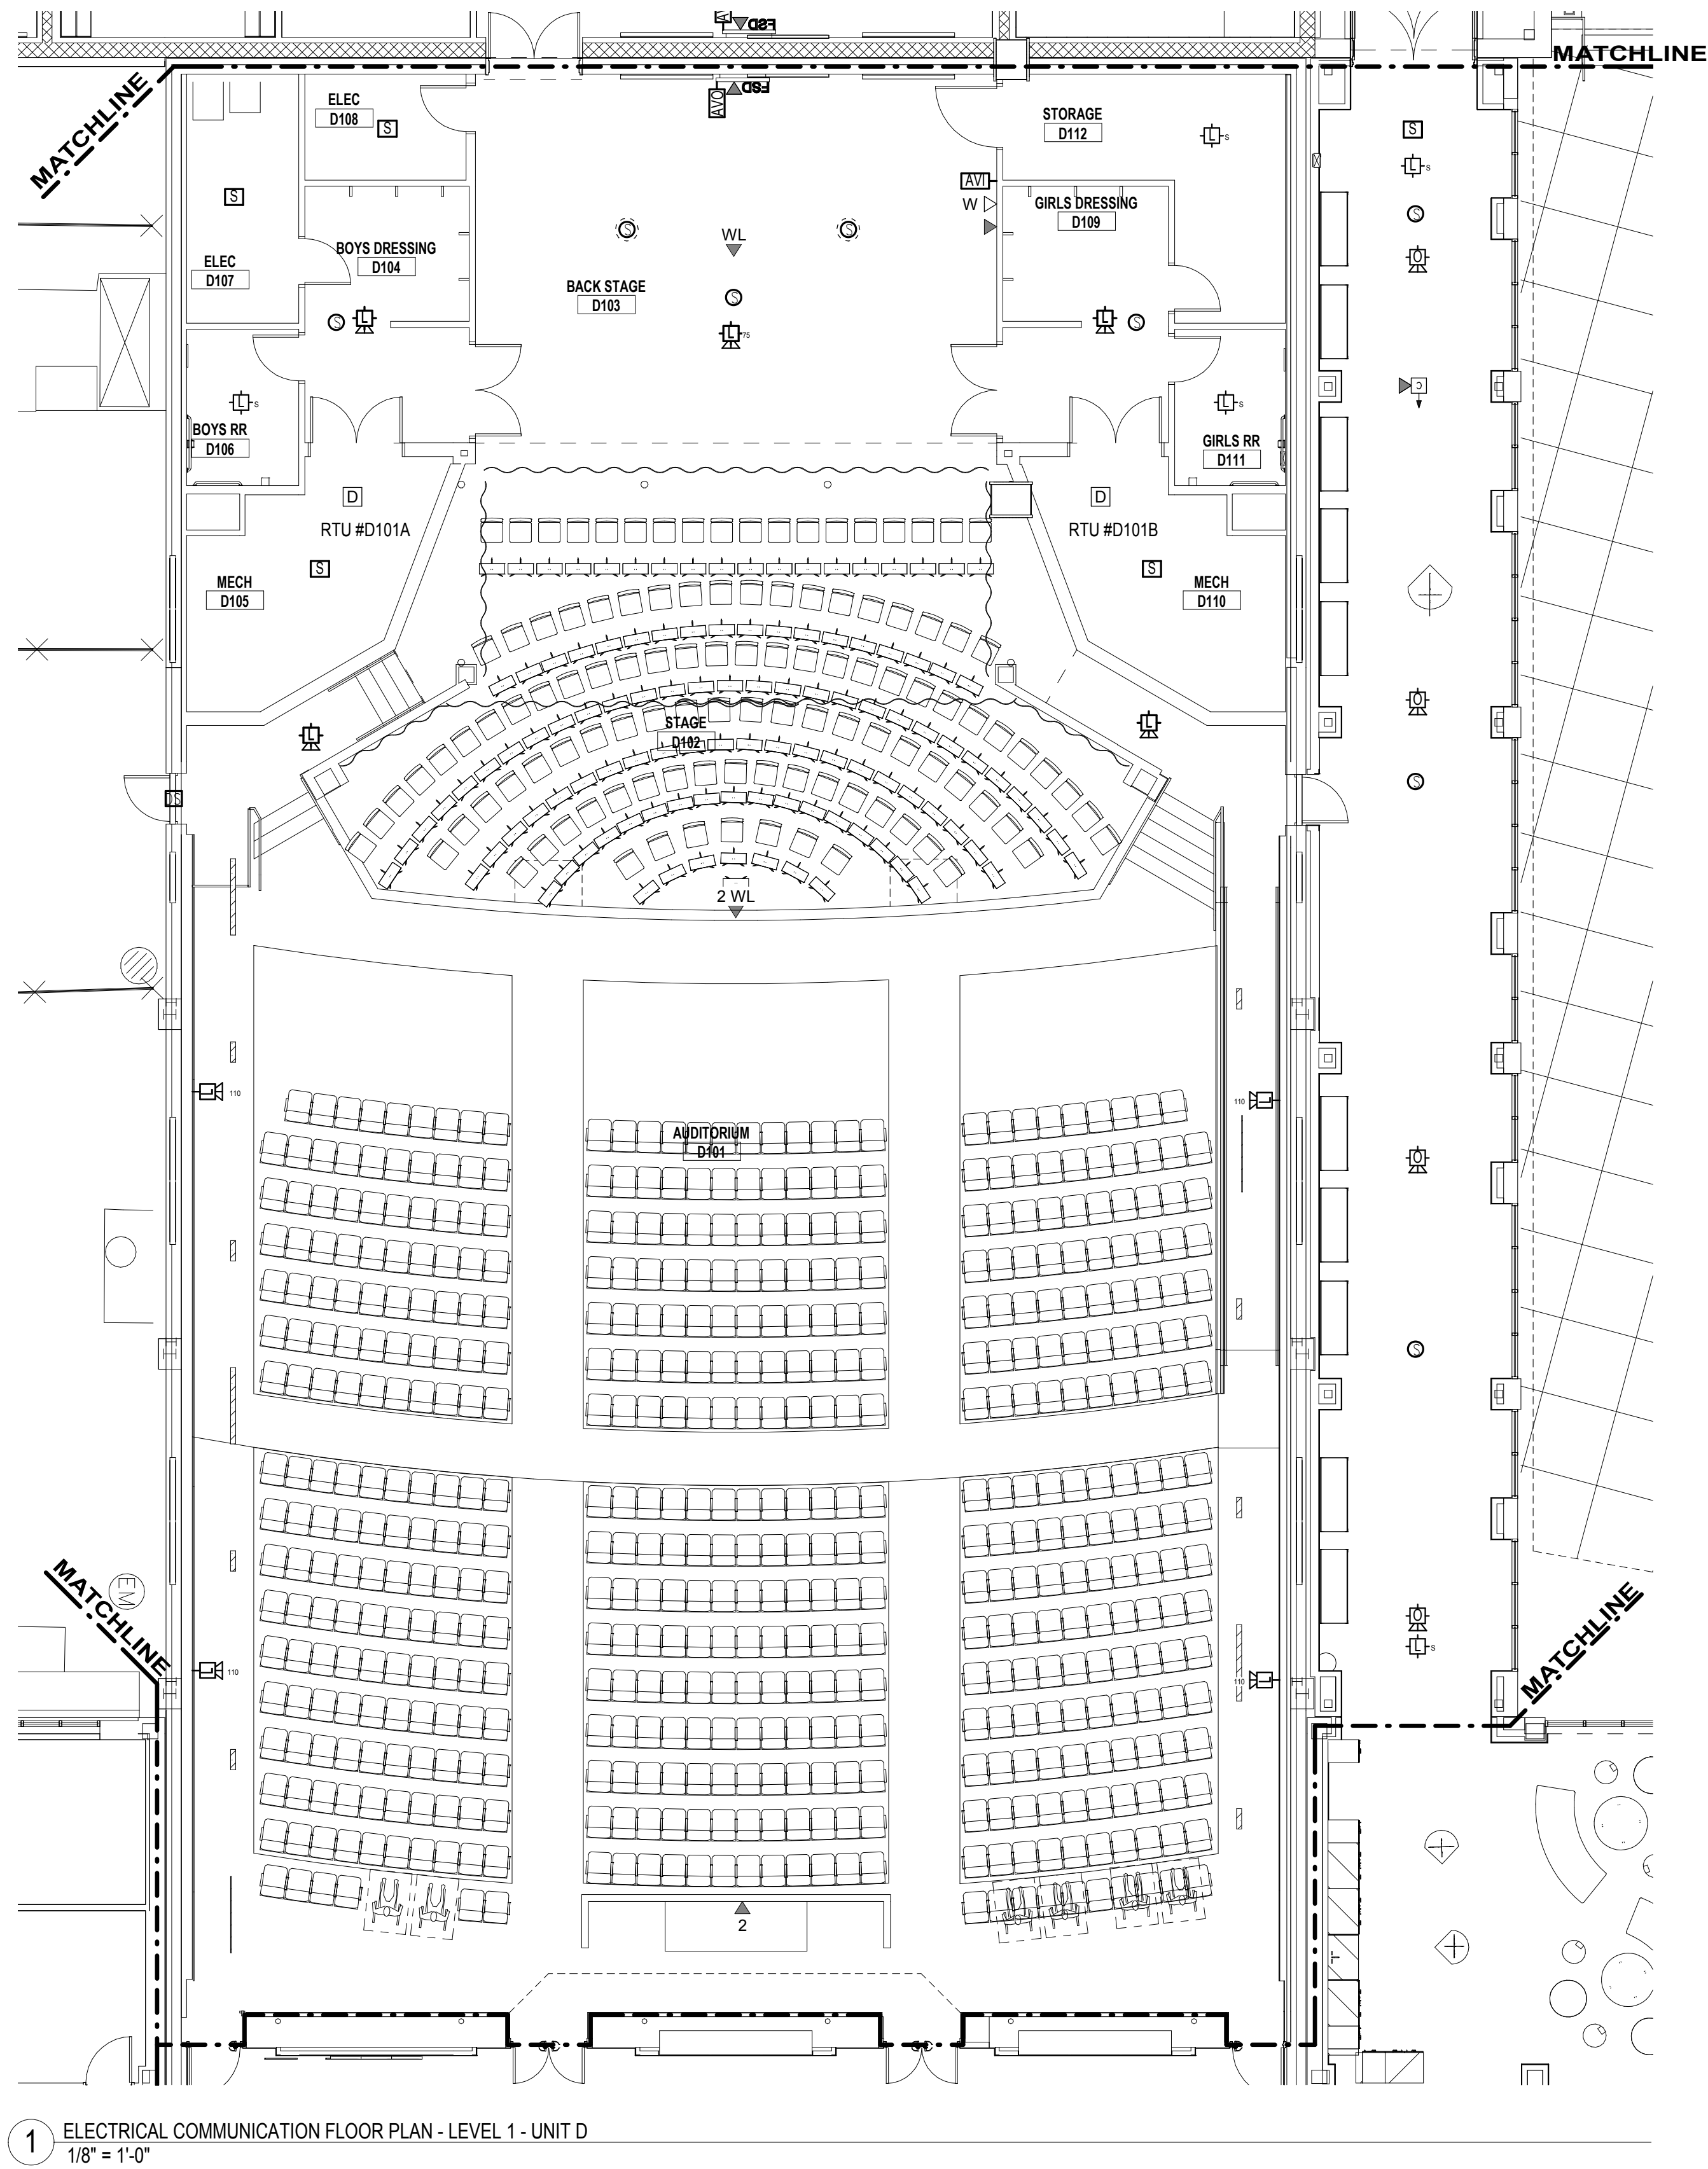 FSD
MATCHLINE
MATCHLINE
FSD
AVO
ELEC
D108
S
STORAGE
D112
L S
S
L S
S
AVI
W
GIRLS DRESSING
D109
S
S
S
WL
BOYS DRESSING
D104
ELEC
D107
O
BACK STAGE
D103
S
S
L
L
S
L 75
L S
L S
BOYS RR
D106
GIRLS RR
D111
D
D
RTU #D101A
RTU #D101B
S
S
MECH
D105
MECH
D110
O
STAGE
D102
L
L
S
DS
2 WL
L 110
110 L
AUDITORIUM
D101
O
S
MATCHLINE
EM
MATCHLINE
O
L S
L 110
110 L
2
1
ELECTRICAL COMMUNICATION FLOOR PLAN - LEVEL 1 - UNIT D
1/8" = 1'-0"